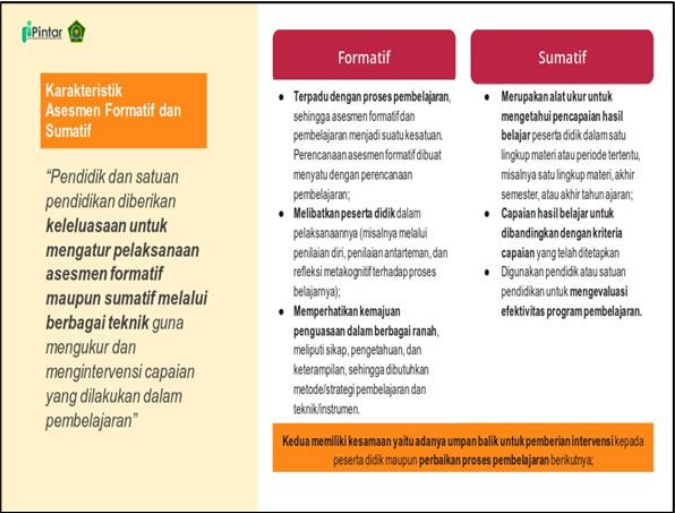 Pintar
Karakteristik
Asesmen Formatif dan
Sumatif
“Pendidik dan satuan
pendidikan diberikan
keleluasaan untuk
mengatur pelaksanaan
asesmen formatif
maupun sumatif melalui
berbagai teknik guna
mengukur dan
mengintervensi capaian
yang dilakukan dalam
pembelajaran”
Formatif
● Terpadu dengan proses pembelajaran,
sehingga asesmen formatif dan
pembelajaran menjadi suatu kesatuan.
Perencanaan asesmen formatif dibuat
menyatu dengan perencanaan
pembelajaran;
● Melibatkan peserta didik dalam
pelaksanaannya (misalnya melalui
penilaian diri, penilaian antarteman, dan
refleksi metakognitif terhadap proses
belajarnya);
● Memperhatikan kemajuan
penguasaan dalam berbagai ranah,
meliputi sikap, pengetahuan, dan
keterampilan, sehingga dibutuhkan
metode/strategi pembelajaran dan
teknik/instrumen.
Sumatif
● Merupakan alat ukur untuk
mengetahui pencapaian hasil
belajar peserta didik dalam satu
lingkup materi atau periode tertentu,
misalnya satu lingkup materi, akhir
semester, atau akhir tahun ajaran;
● Capaian hasil belajar untuk
dibandingkan dengan kriteria
capaian yang telah ditetapkan
● Digunakan pendidik atau satuan
pendidikan untuk mengevaluasi
efektivitas program pembelajaran.
Kedua memiliki kesamaan yaitu adanya umpan balik untuk pemberian intervensi kepada
peserta didik maupun perbaikan proses pembelajaran berikutnya;